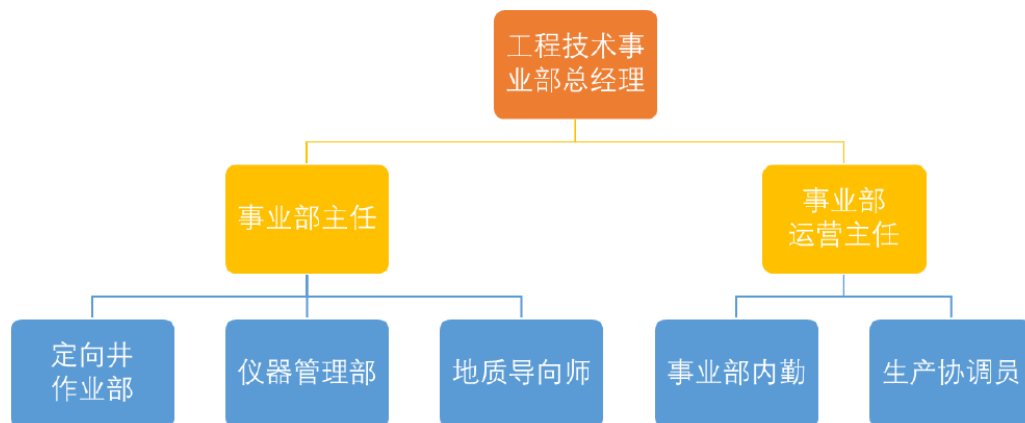 工程技术事
业部总经理
事业部主任
事业部
运营主任
定向井
作业部
仪器管理部
地质导向师
事业部内勤
生产协调员